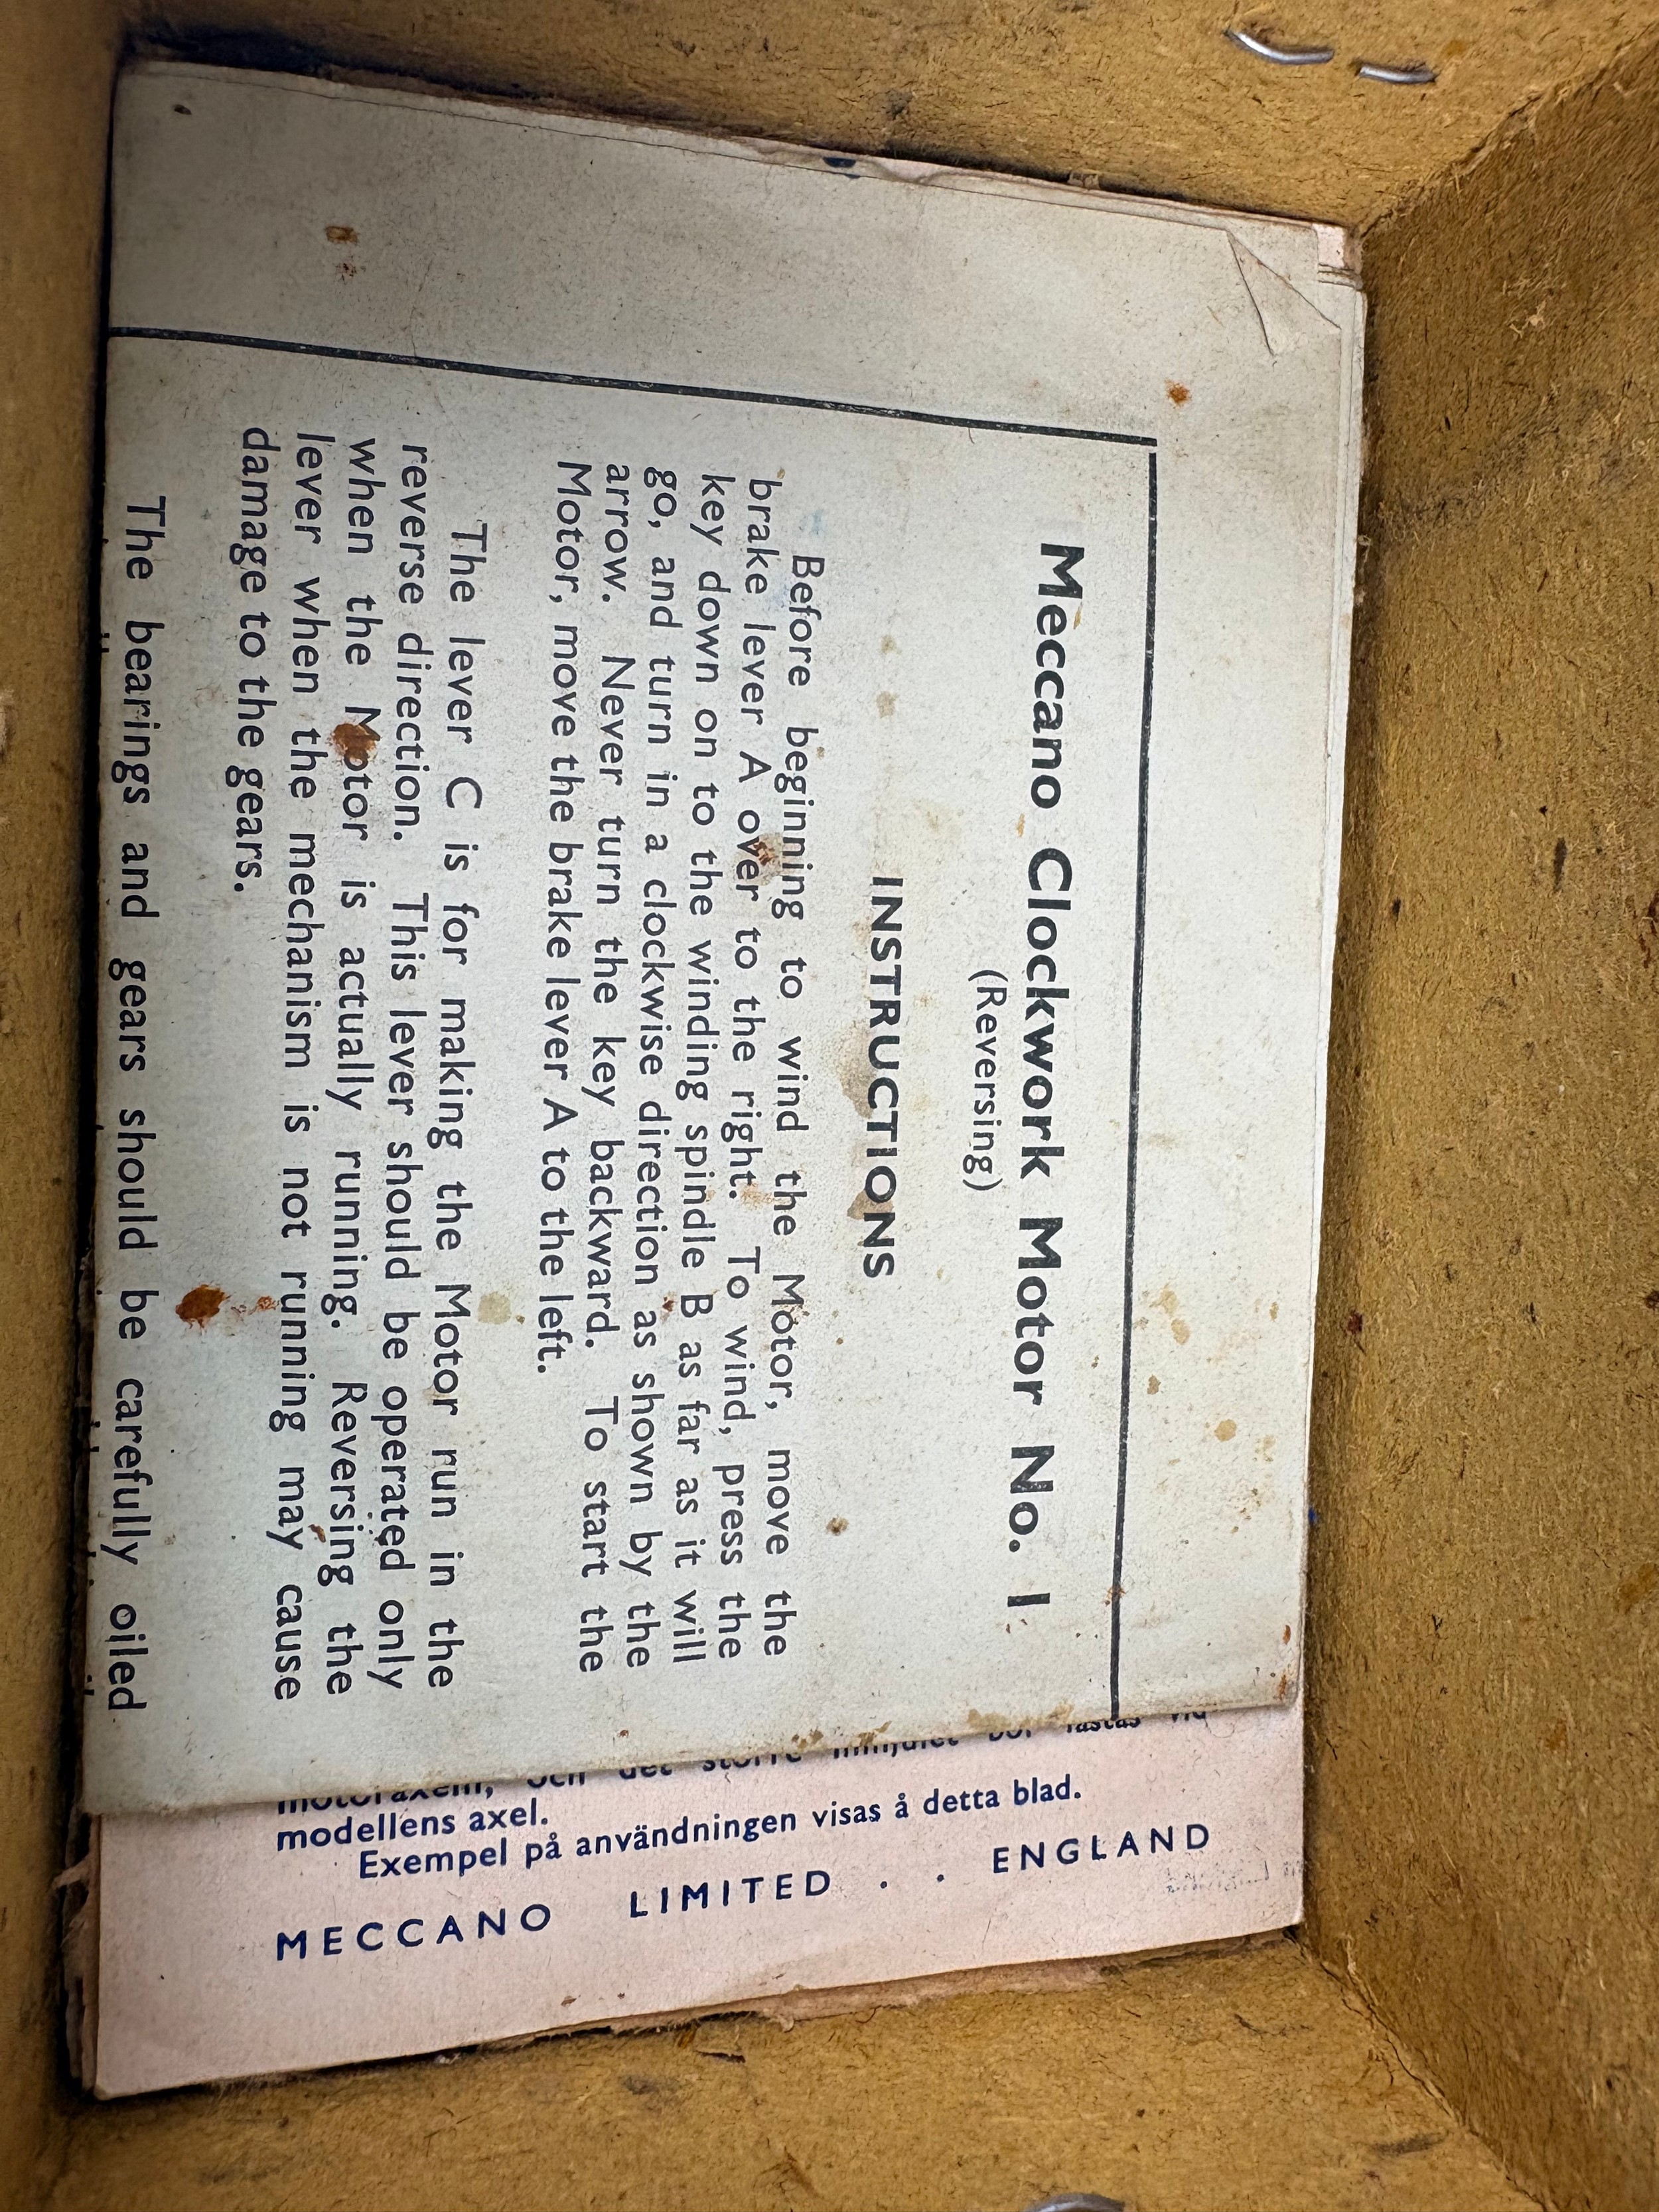 Meccano Clockwork Motor No. 1
(Reversing)
INSTRUCTIONS
Before beginning to wind the Motor, move the
brake lever A over to the right. To wind, press the
key down on to the winding spindle B as far as it will
go, and turn in a clockwise direction as shown by the
arrow. Never turn the key backward. To start the
Motor, move the brake lever A to the left.
The lever C is for making the Motor run in the
reverse direction. This lever should be operated only
when the Motor is actually running. Reversing the
lever when the mechanism is not running may cause
damage to the gears.
The bearings and gears should be carefully oiled
modellens axel.
Exempel på användningen visas å detta blad.
MECCANO LIMITED . . ENGLAND